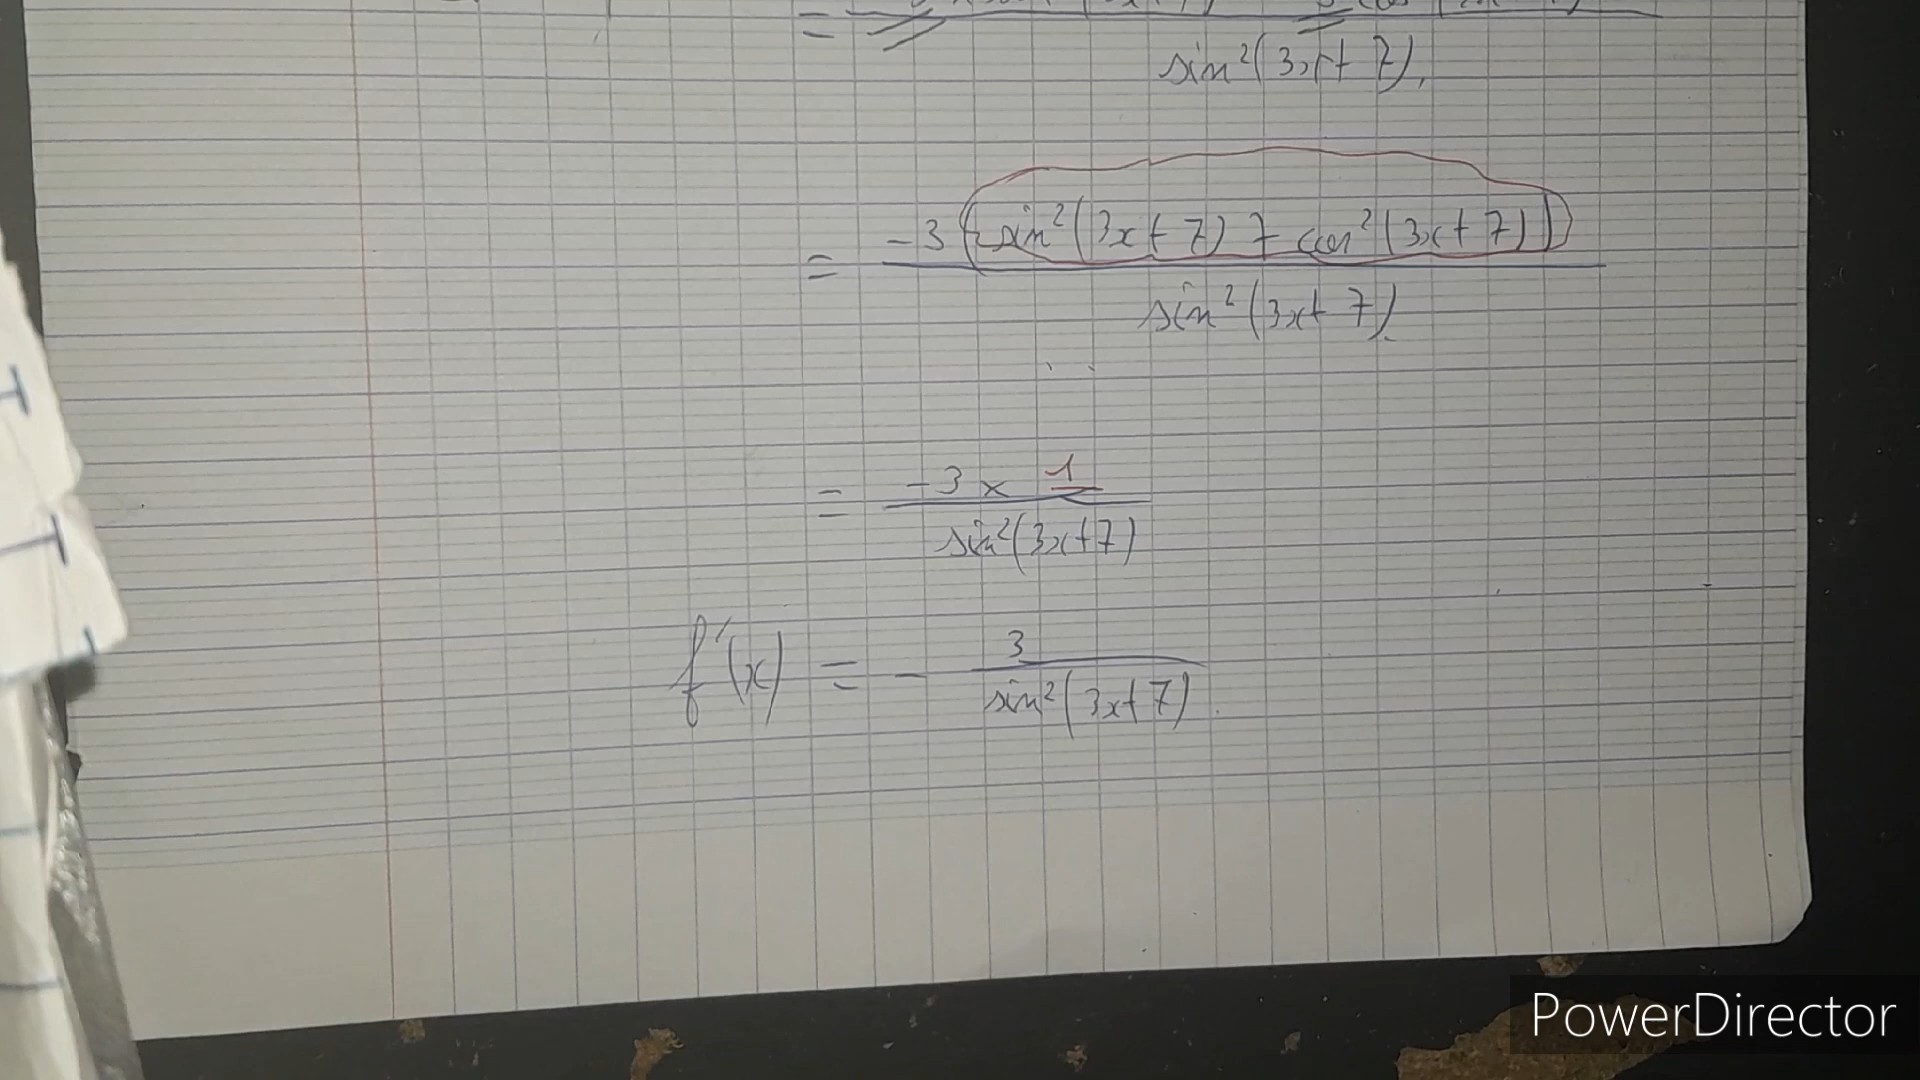 =
sin²(3x+7)
= -3(sin²(3x+7)+cos²(3x+7))
sin²(3x+7)
= -3 x 1
sin²(3x+7)
f'(x) = - 3
sin²(3x+7)
PowerDirector